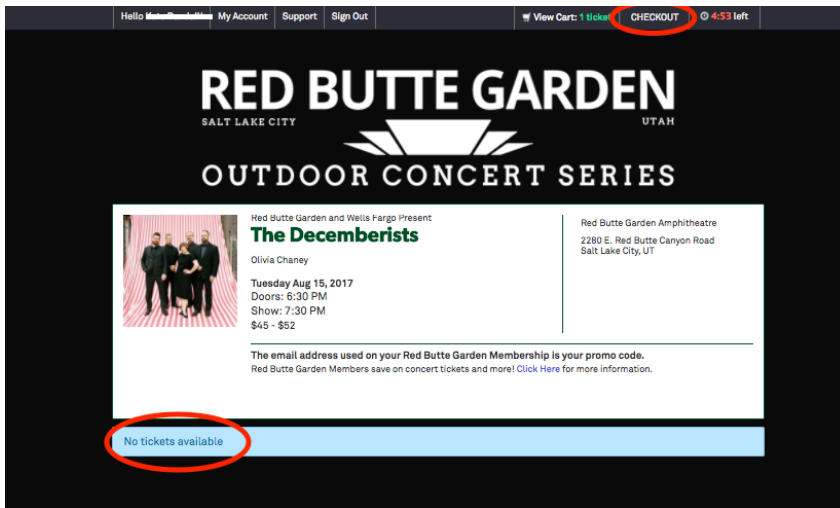 Hello My Account Support Sign Out View Cart: 1 ticket CHECKOUT 4:53 left
RED BUTTE GARDEN
SALT LAKE CITY UTAH
OUTDOOR CONCERT SERIES
Red Butte Garden and Wells Fargo Present
The Decemberists
Olivia Chaney
Tuesday Aug 15, 2017
Doors: 6:30 PM
Show: 7:30 PM
$45 - $52
Red Butte Garden Amphitheatre
2280 E. Red Butte Canyon Road
Salt Lake City, UT
The email address used on your Red Butte Garden Membership is your promo code.
Red Butte Garden Members save on concert tickets and more! Click Here for more information.
No tickets available